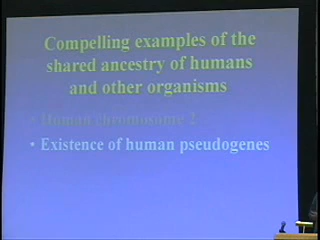 Compelling examples of the
shared ancestry of humans
and other organisms
• Human chromosome 2
• Existence of human pseudogenes